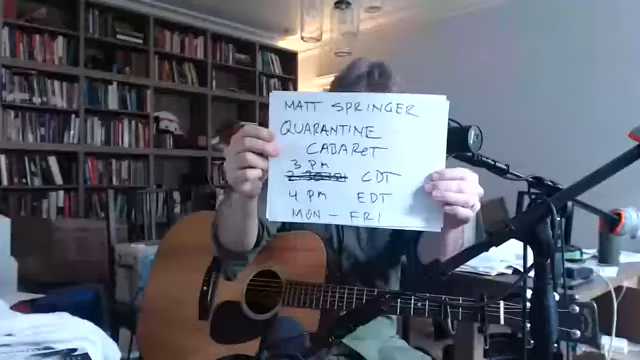 MATT SPRINGER
QUARANTINE
CABARET
3 PM
CDT
4 PM EDT
MON - FRI